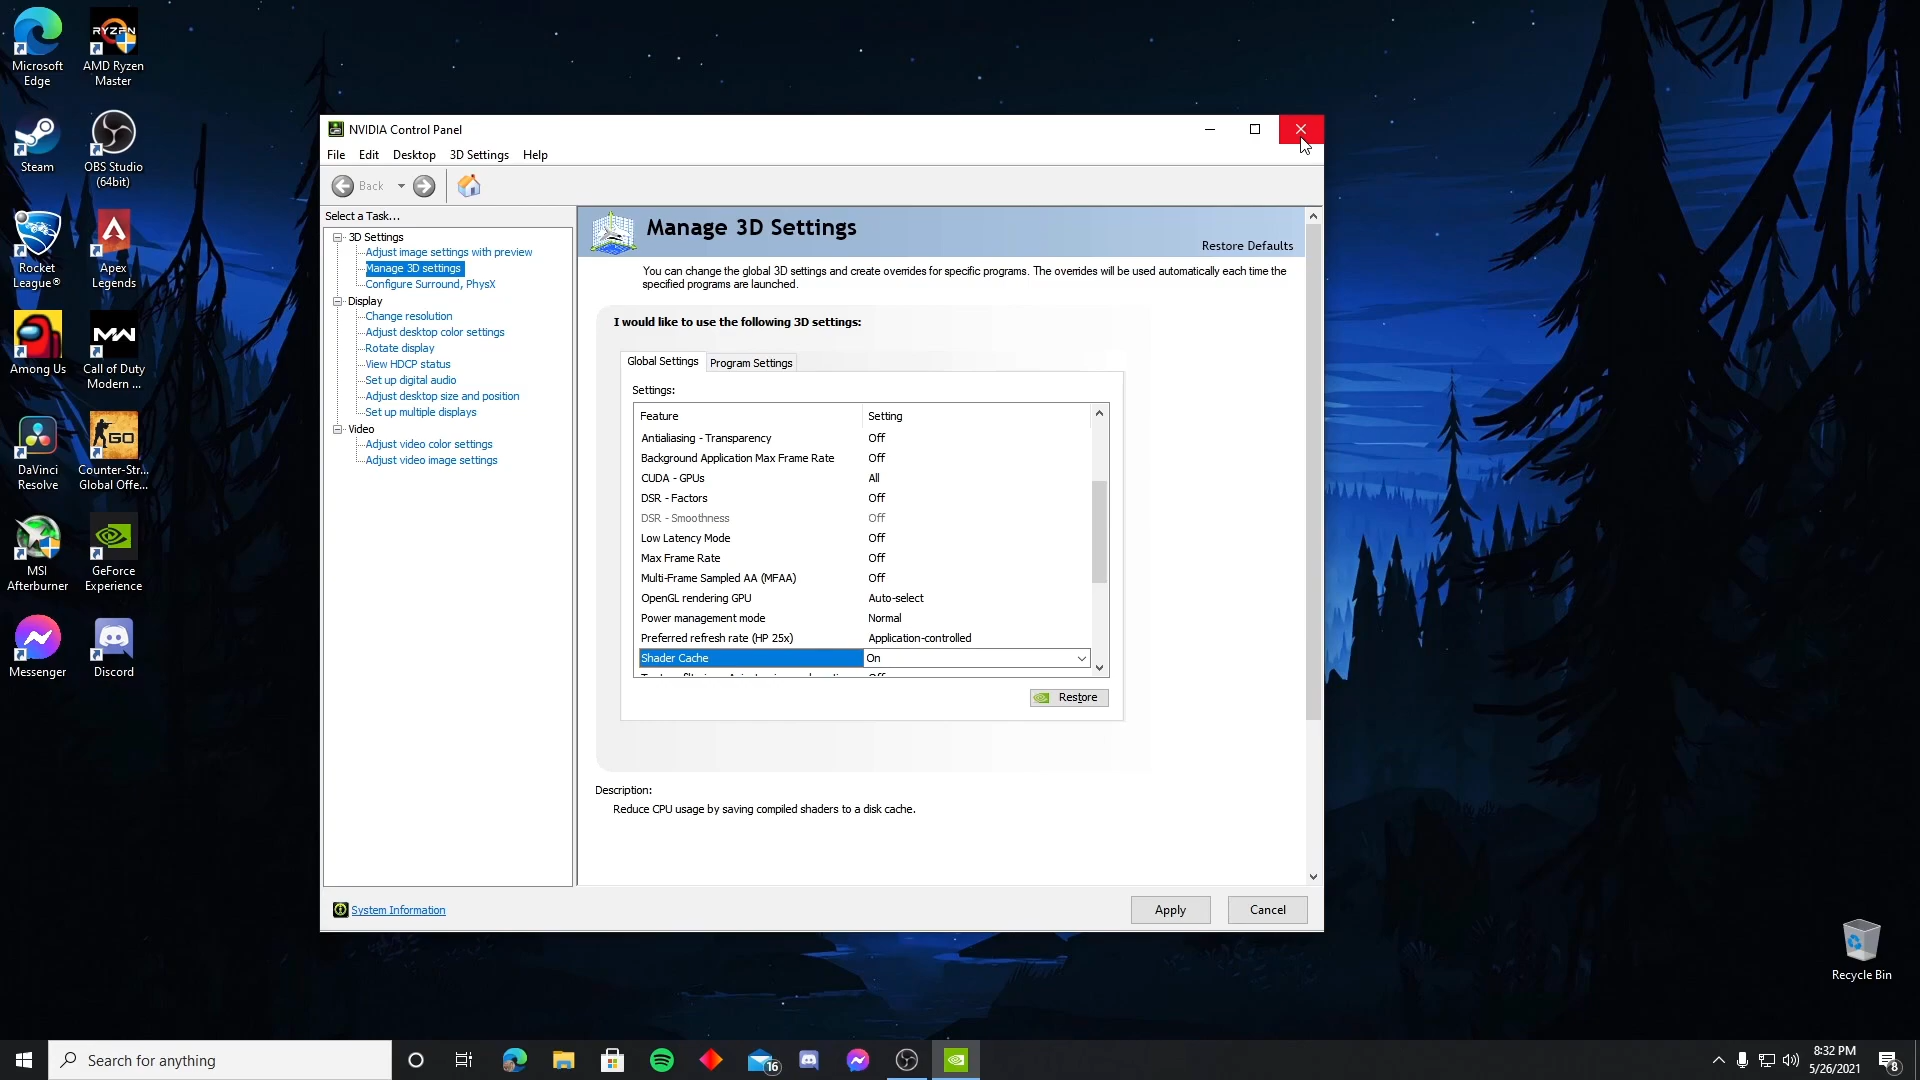 Microsoft
Edge
RYZEN
AMD Ryzen
Master
Steam
OBS Studio
(64bit)
Rocket
League®
Apex
Legends
Among Us
MW
Call of Duty
Modern ...
DaVinci
Resolve
GO
Counter-Str...
Global Offe...
MSI
Afterburner
GeForce
Experience
Messenger
Discord
NVIDIA Control Panel
File Edit Desktop 3D Settings Help
Back
Select a Task...
3D Settings
Adjust image settings with preview
Manage 3D settings
Configure Surround, PhysX
Display
Change resolution
Adjust desktop color settings
Rotate display
View HDCP status
Set up digital audio
Adjust desktop size and position
Set up multiple displays
Video
Adjust video color settings
Adjust video image settings
Manage 3D Settings
Restore Defaults
You can change the global 3D settings and create overrides for specific programs. The overrides will be used automatically each time the
specified programs are launched.
I would like to use the following 3D settings:
Global Settings Program Settings
Settings:
Feature Setting
Antialiasing - Transparency Off
Background Application Max Frame Rate Off
CUDA - GPUs All
DSR - Factors Off
DSR - Smoothness Off
Low Latency Mode Off
Max Frame Rate Off
Multi-Frame Sampled AA (MFAA) Off
OpenGL rendering GPU Auto-select
Power management mode Normal
Preferred refresh rate (HP 25x) Application-controlled
Shader Cache On
Restore
Description:
Reduce CPU usage by saving compiled shaders to a disk cache.
System Information
Apply Cancel
Recycle Bin
Search for anything
16
8:32 PM
5/26/2021
8